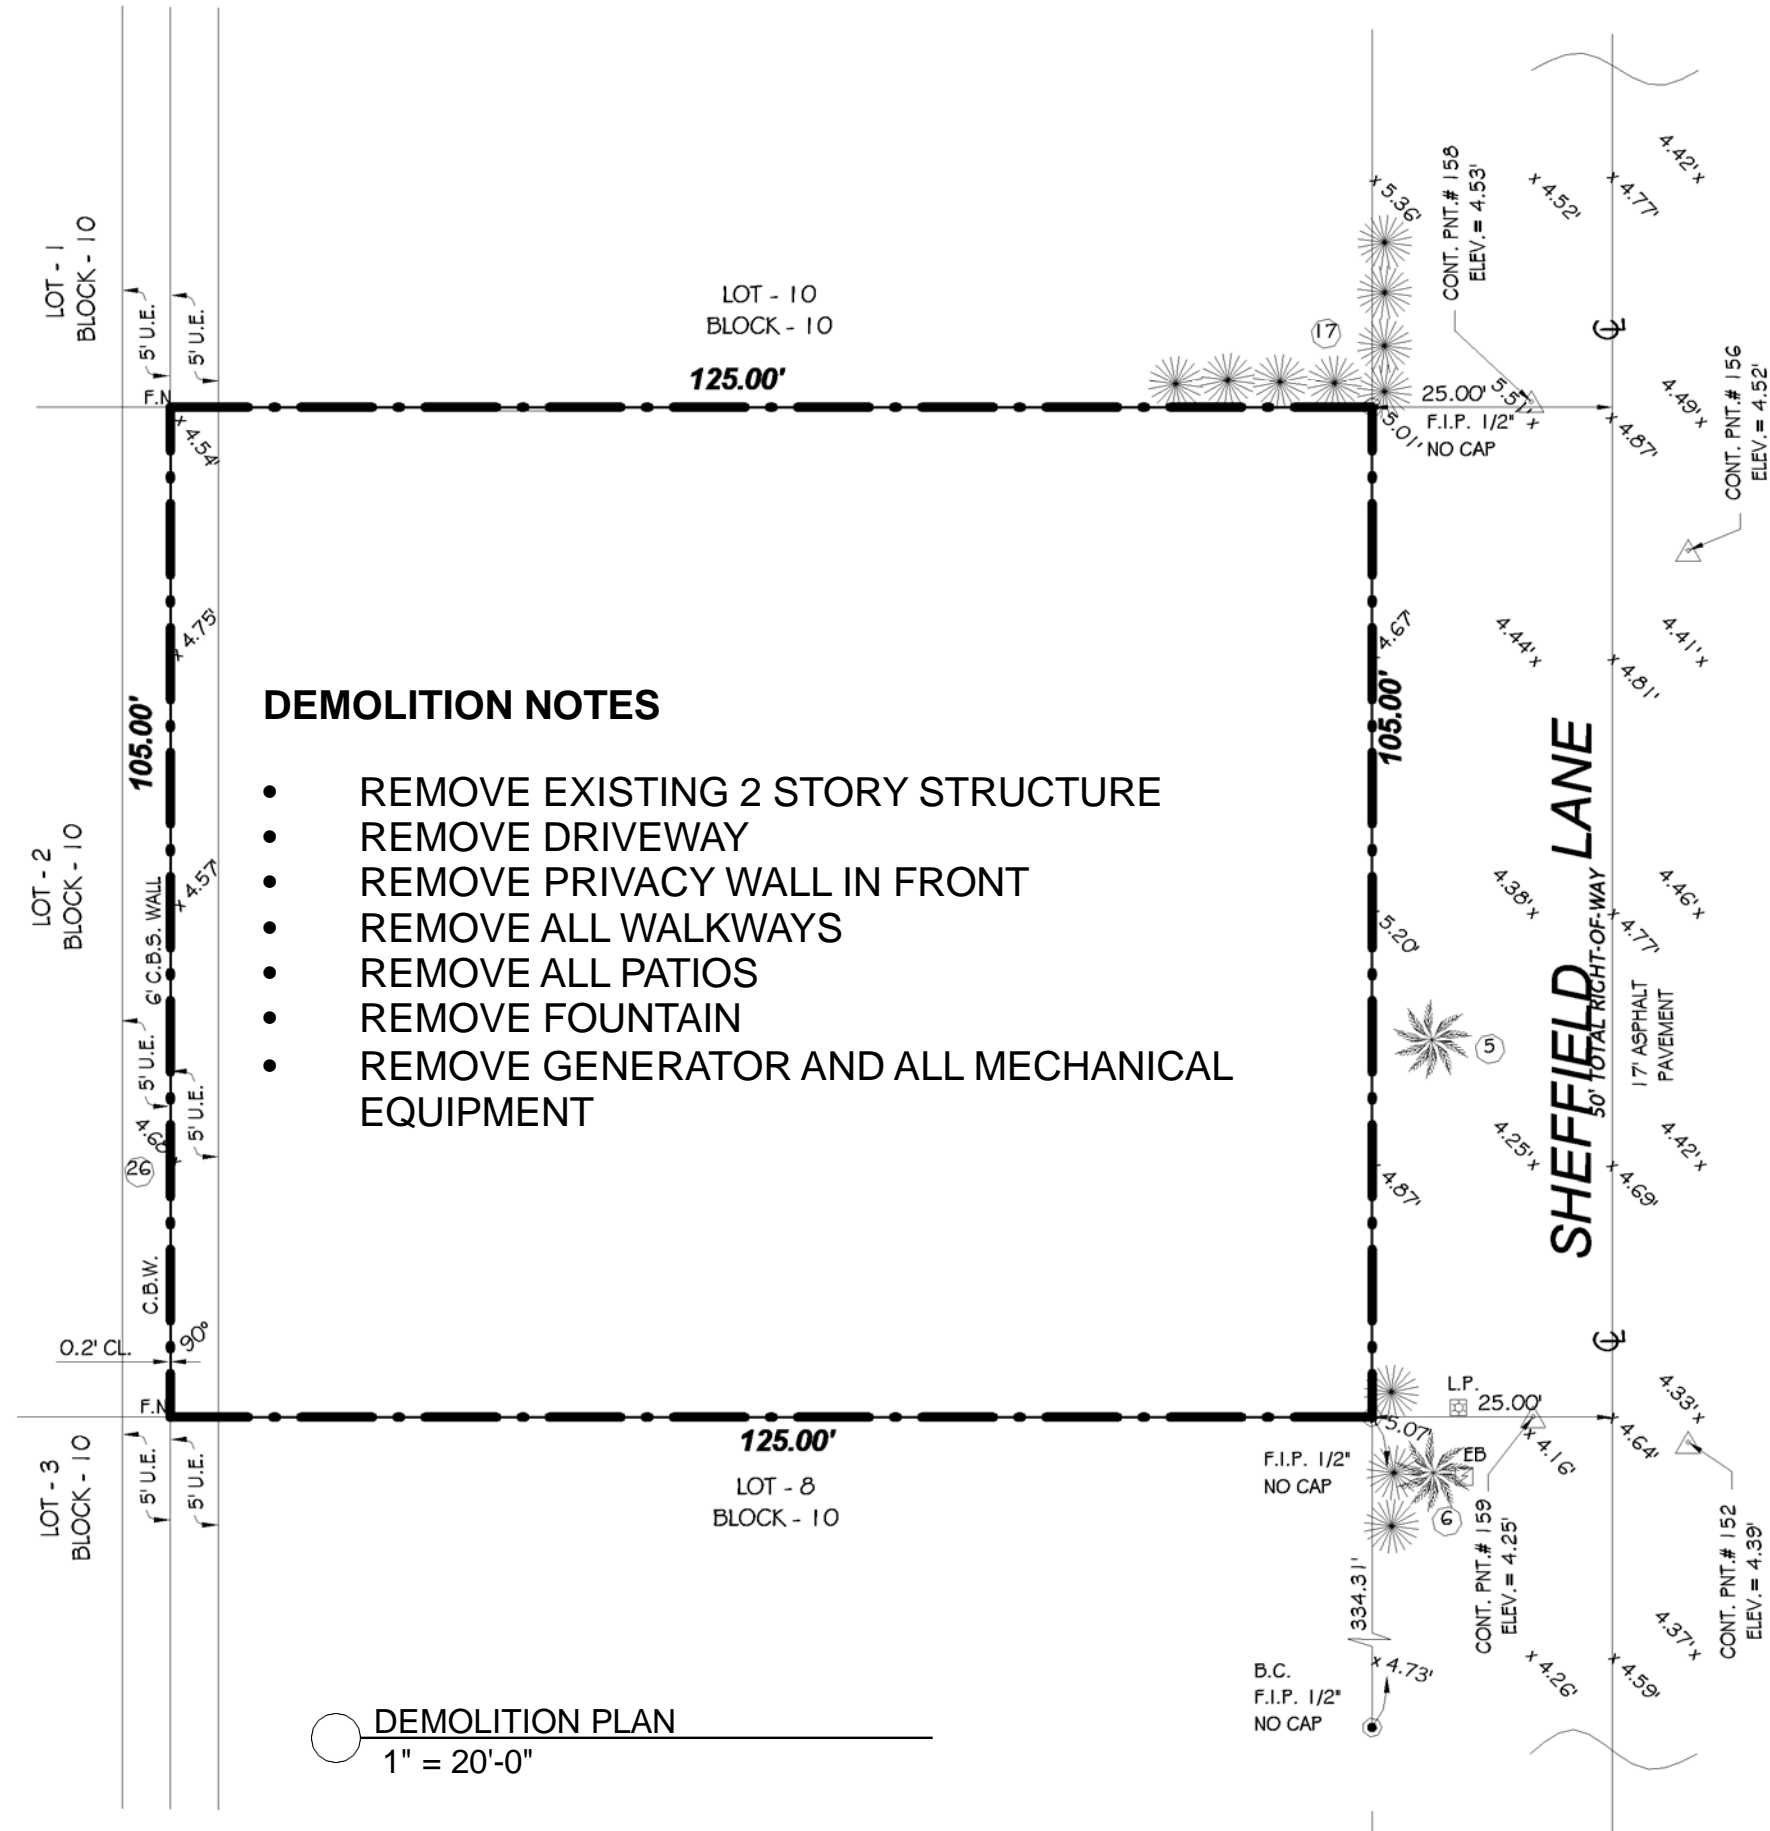 4.42'x
x 5.36'
CONT. PNT.# 158
ELEV.= 4.53'
x 4.52'
x 4.77'
LOT - 1
BLOCK - 10
5' U.E.
5' U.E.
LOT - 10
BLOCK - 10
17
CONT. PNT.# 156
ELEV.= 4.52'
125.00'
F.N
25.00'
5.51' x
F.I.P. 1/2"
NO CAP
5.01'
4.49'x
x 4.87'
x 4.54'
x 4.75'
4.67'
4.44'x
4.41'x
x 4.81'
105.00'
105.00'
DEMOLITION NOTES
• REMOVE EXISTING 2 STORY STRUCTURE
• REMOVE DRIVEWAY
• REMOVE PRIVACY WALL IN FRONT
• REMOVE ALL WALKWAYS
• REMOVE ALL PATIOS
• REMOVE FOUNTAIN
• REMOVE GENERATOR AND ALL MECHANICAL
EQUIPMENT
LOT - 2
BLOCK - 10
x 4.57'
6' C.B.S. WALL
5' U.E.
5' U.E.
26
C.B.W.
90°
0.2' CL.
F.N
x 5.20'
4.38'x
4.46'x
x 4.77'
SHEFFIELD LANE
50' TOTAL RIGHT-OF-WAY
17' ASPHALT
PAVEMENT
5
4.87'
4.25'x
4.42'x
x 4.69'
L.P.
25.00'
4.33'x
x 4.64'
5.07'
x 4.16'
125.00'
LOT - 8
BLOCK - 10
F.I.P. 1/2"
NO CAP
EB
6
LOT - 3
BLOCK - 10
5' U.E.
5' U.E.
CONT. PNT.# 159
ELEV.= 4.25'
CONT. PNT.# 152
ELEV.= 4.39'
334.31'
4.37'x
B.C.
F.I.P. 1/2"
NO CAP
x 4.73'
x 4.26'
x 4.59'
DEMOLITION PLAN
1" = 20'-0"